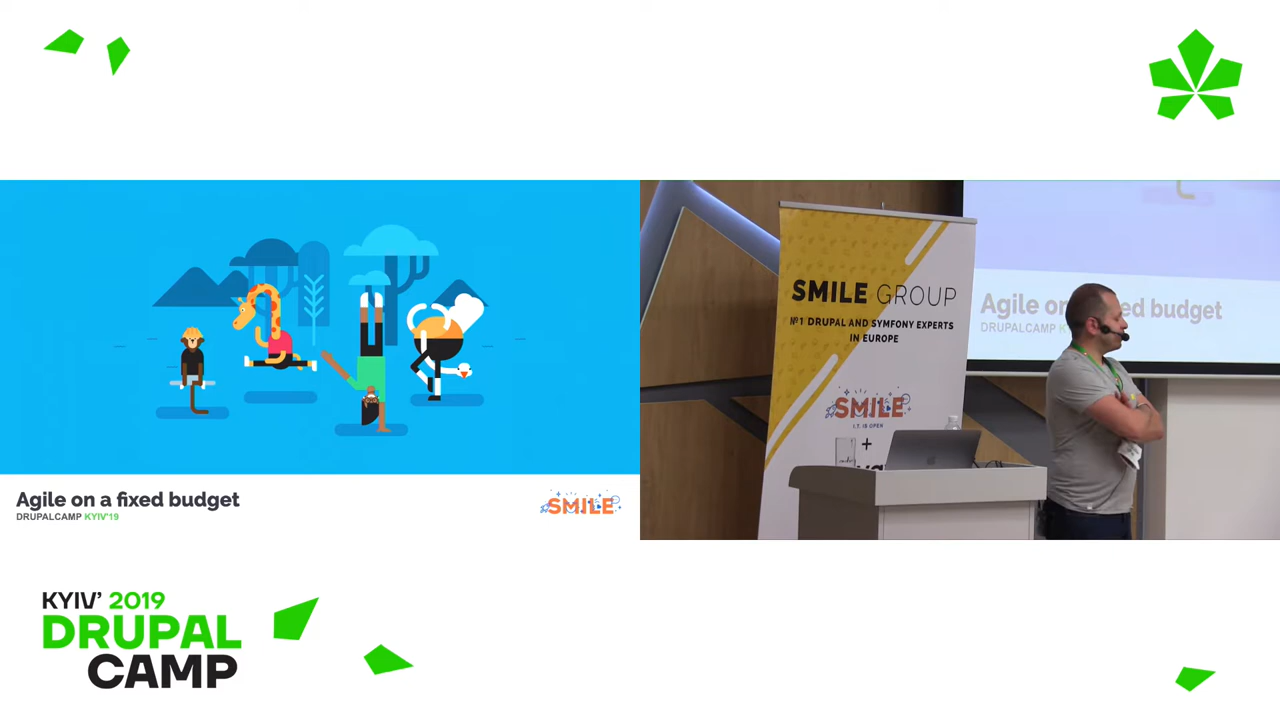 Agile on a fixed budget
DRUPALCAMP KYIV'19
SMILE
SMILE GROUP
№1 DRUPAL AND SYMFONY EXPERTS
IN EUROPE
SMILE
I.T. IS OPEN
+
Agile on fixed budget
DRUPALCAMP
KYIV' 2019
DRUPAL
CAMP